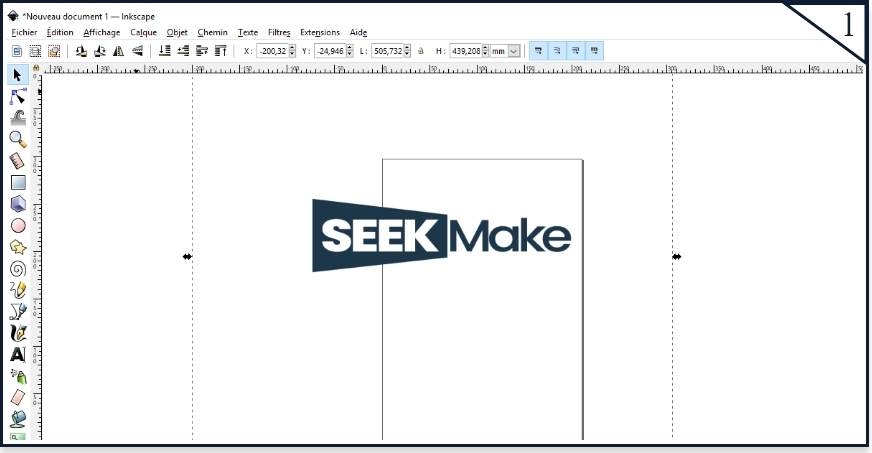 *Nouveau document 1 — Inkscape
1
Fichier Édition Affichage Calque Objet Chemin Texte Filtres Extensions Aide
X: -200,32 Y: -24,946 L: 505,732 H: 439,208 mm
SEEK Make